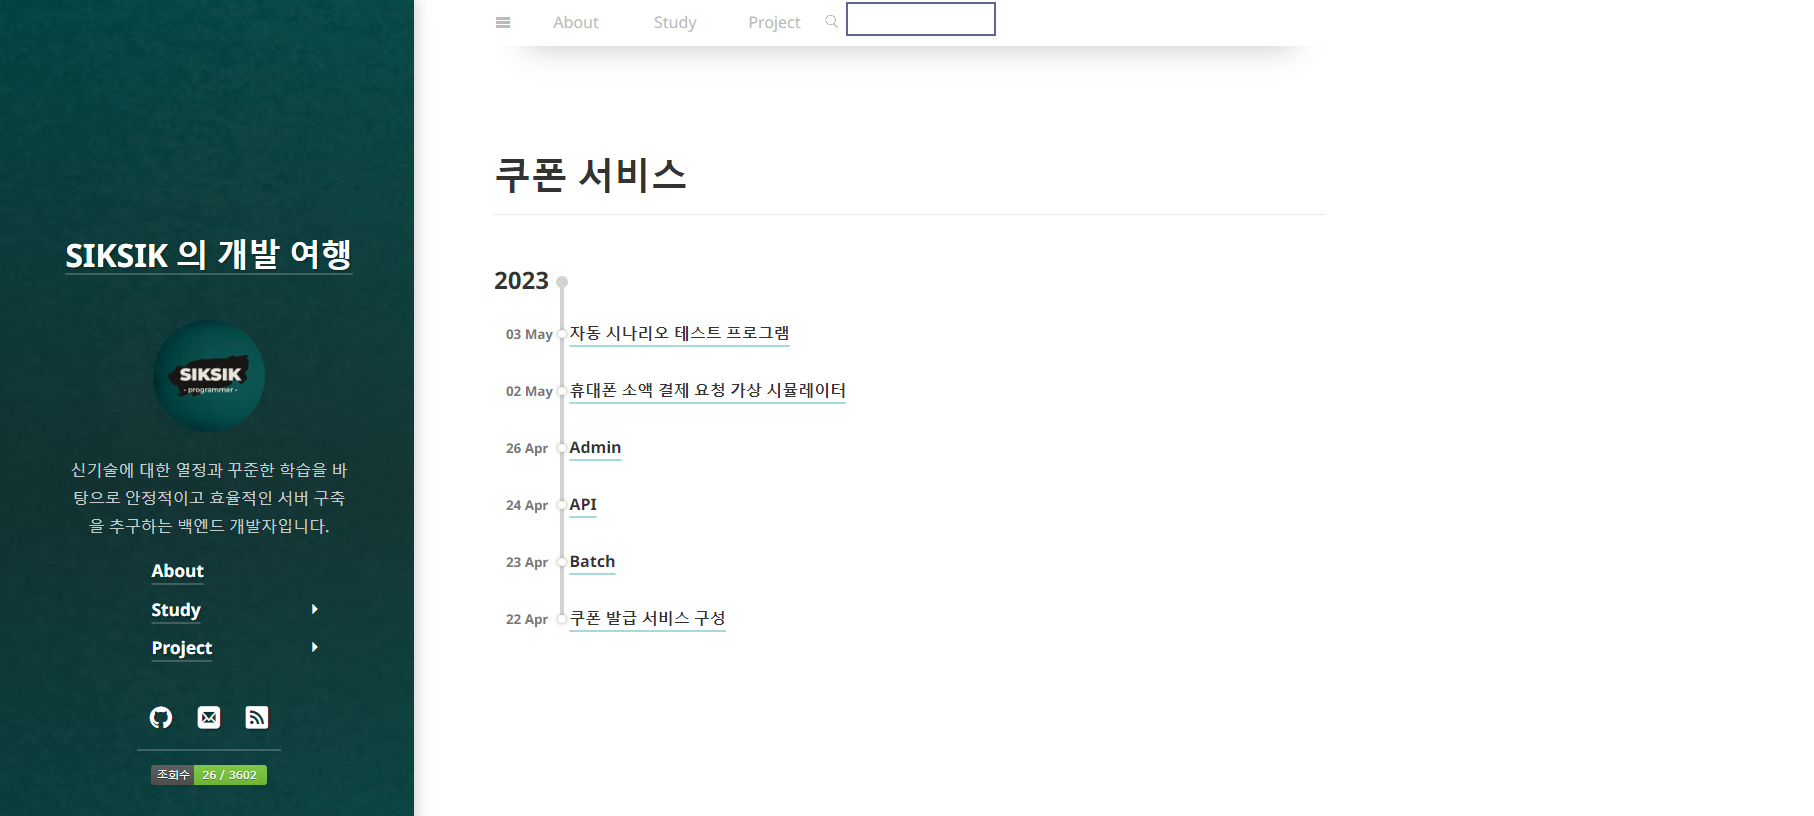 SIKSIK 의 개발 여행
SIKSIK
- programmer -
신기술에 대한 열정과 꾸준한 학습을 바
탕으로 안정적이고 효율적인 서버 구축
을 추구하는 백엔드 개발자입니다.
About
Study
Project
조회수 26 / 3602
About Study Project
쿠폰 서비스
2023
03 May 자동 시나리오 테스트 프로그램
02 May 휴대폰 소액 결제 요청 가상 시뮬레이터
26 Apr Admin
24 Apr API
23 Apr Batch
22 Apr 쿠폰 발급 서비스 구성